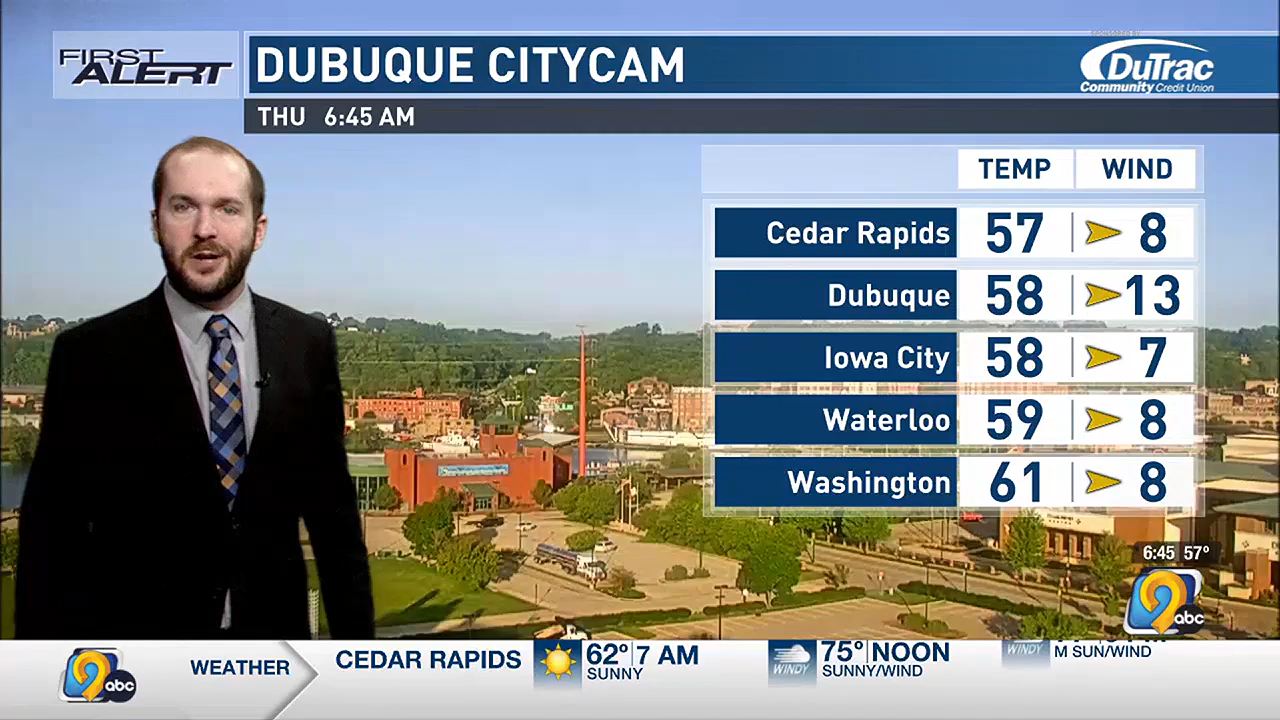 FIRST ALERT
DUBUQUE CITYCAM
DuTrac
Community Credit Union
THU 6:45 AM
TEMP WIND
Cedar Rapids 57 8
Dubuque 58 13
Iowa City 58 7
Waterloo 59 8
Washington 61 8
6:45 57°
9 abc
9 abc
WEATHER
CEDAR RAPIDS
62° 7 AM
SUNNY
WINDY
75° NOON
SUNNY/WIND
WINDY
M SUN/WIND